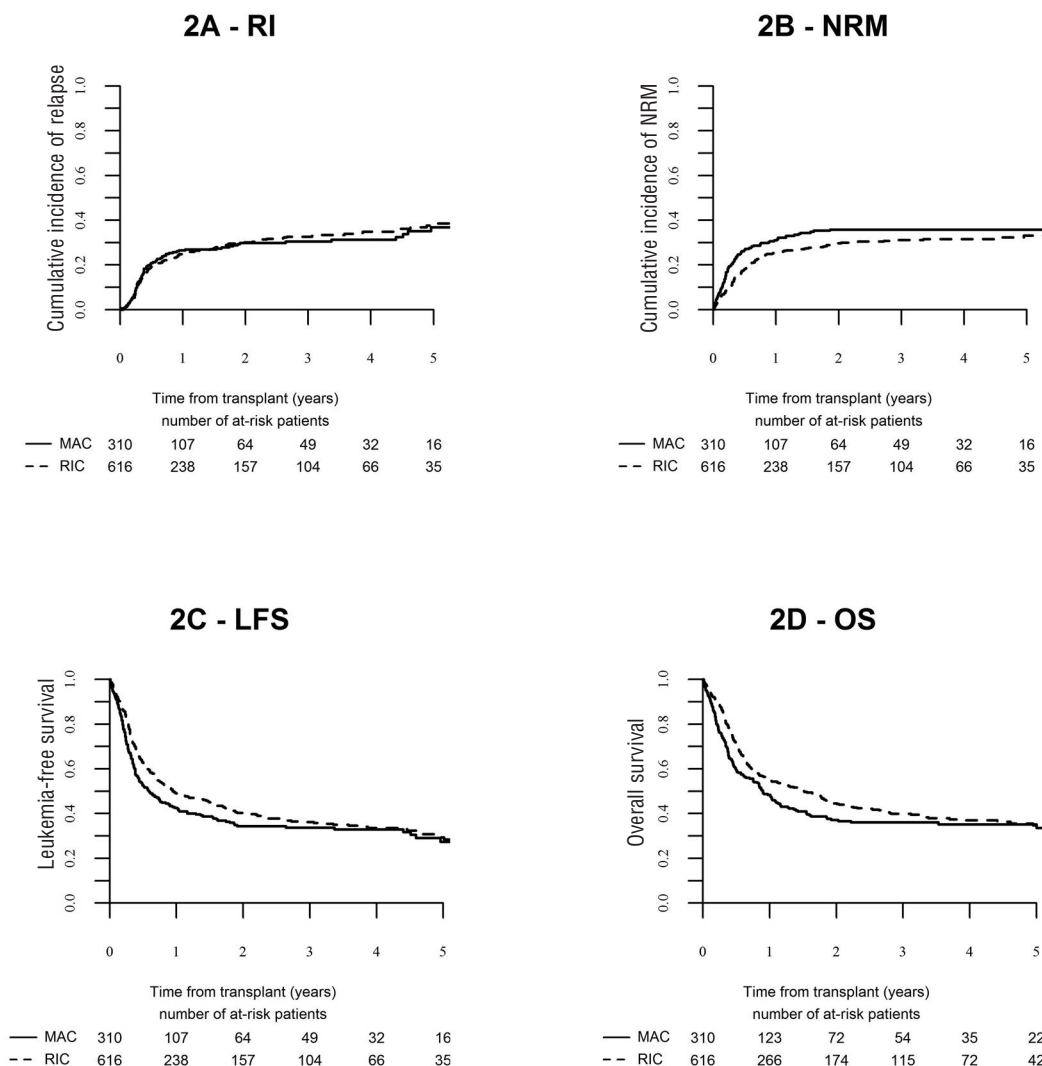 2A - RI
Cumulative incidence of relapse
1.0
0.8
0.6
0.4
0.2
0.0
0 1 2 3 4 5
Time from transplant (years)
number of at-risk patients
MAC 310 107 64 49 32 16
RIC 616 238 157 104 66 35
2B - NRM
Cumulative incidence of NRM
1.0
0.8
0.6
0.4
0.2
0.0
0 1 2 3 4 5
Time from transplant (years)
number of at-risk patients
MAC 310 107 64 49 32 16
RIC 616 238 157 104 66 35
2C - LFS
Leukemia-free survival
1.0
0.8
0.6
0.4
0.2
0.0
0 1 2 3 4 5
Time from transplant (years)
number of at-risk patients
MAC 310 107 64 49 32 16
RIC 616 238 157 104 66 35
2D - OS
Overall survival
1.0
0.8
0.6
0.4
0.2
0.0
0 1 2 3 4 5
Time from transplant (years)
number of at-risk patients
MAC 310 123 72 54 35 22
RIC 616 266 174 115 72 42